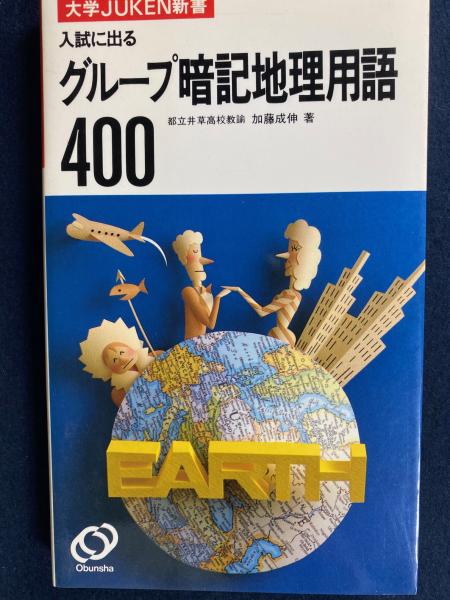 大学JUKEN新書
入試に出る
グループ暗記地理用語
400
都立井草高校教諭 加藤成伸 著
EARTH
Obunsha